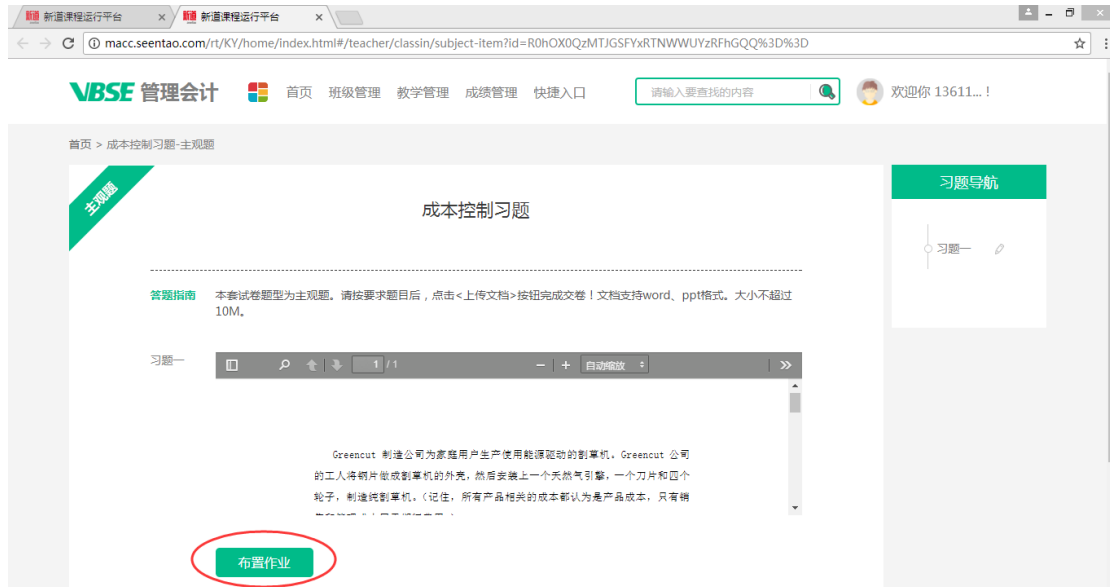 新道课程运行平台
新道课程运行平台
macc.seentao.com/rt/KY/home/index.html#/teacher/classin/subject-item?id=R0hOX0QzMTJGSFYxRTNWWUYzRFhGQQ%3D%3D
VBSE 管理会计 首页 班级管理 教学管理 成绩管理 快捷入口 请输入要查找的内容 欢迎你 13611...！
首页 > 成本控制习题-主观题
主观题
成本控制习题
答题指南 本套试卷题型为主观题。请按要求题目后，点击<上传文档>按钮完成交卷！文档支持word、ppt格式。大小不超过
10M。
习题一 1 / 1 自动缩放
Greencut 制造公司为家庭用户生产使用能源驱动的割草机。Greencut 公司
的工人将钢片做成割草机的外壳，然后安装上一个天然气引擎，一个刀片和四个
轮子，制造纯割草机。（记住，所有产品相关的成本都认为是产品成本，只有销
布置作业
习题导航
习题一